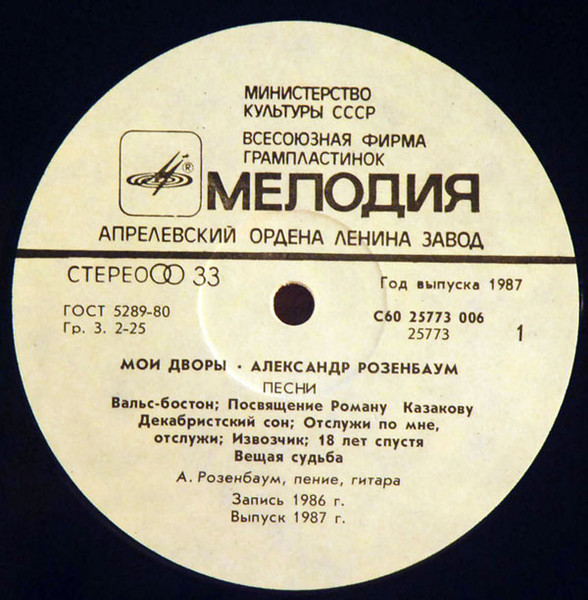 МИНИСТЕРСТВО
КУЛЬТУРЫ СССР
ВСЕСОЮЗНАЯ ФИРМА
ГРАМПЛАСТИНОК
®
МЕЛОДИЯ
АПРЕЛЕВСКИЙ ОРДЕНА ЛЕНИНА ЗАВОД
СТЕРЕО 33
Год выпуска 1987
ГОСТ 5289-80
Гр. 3. 2-25
С60 25773 006
25773
1
МОИ ДВОРЫ · АЛЕКСАНДР РОЗЕНБАУМ
ПЕСНИ
Вальс-бостон; Посвящение Роману Казакову
Декабристский сон; Отслужи по мне,
отслужи; Извозчик; 18 лет спустя
Вещая судьба
А. Розенбаум, пение, гитара
Запись 1986 г.
Выпуск 1987 г.